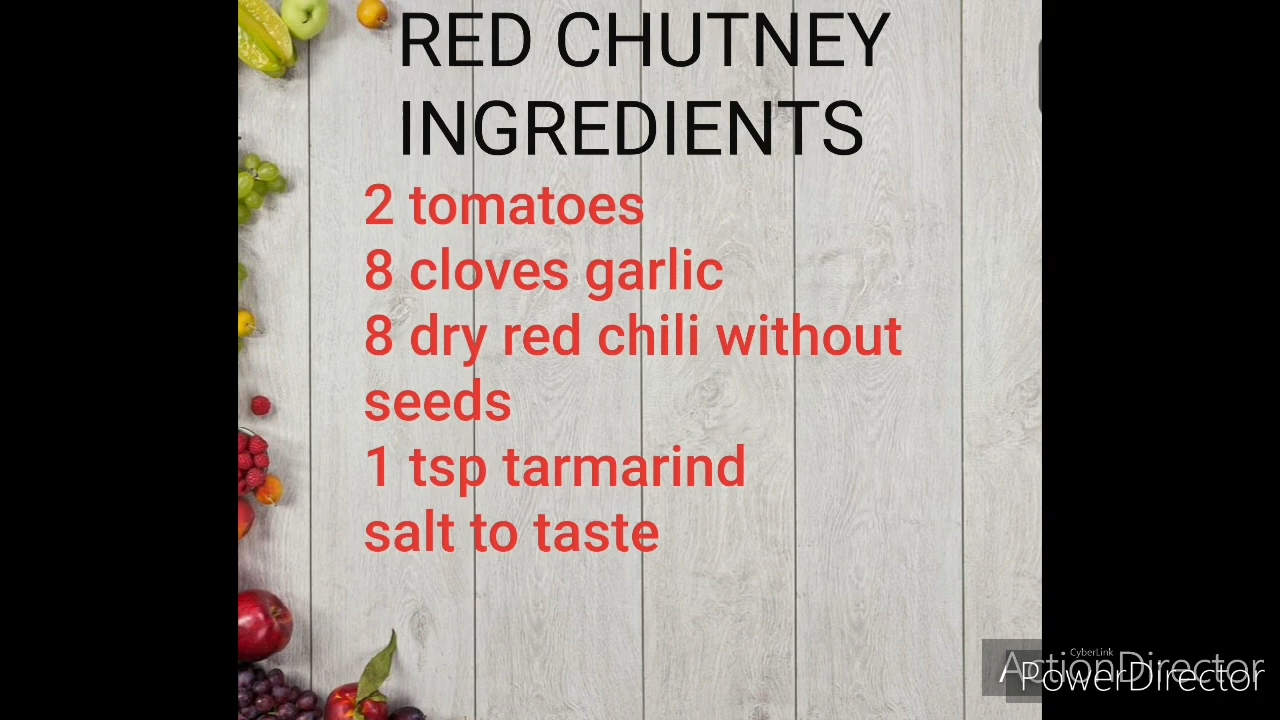 RED CHUTNEY
INGREDIENTS
2 tomatoes
8 cloves garlic
8 dry red chili without
seeds
1 tsp tarmarind
salt to taste
CyberLink
ActionDirector
PowerDirector